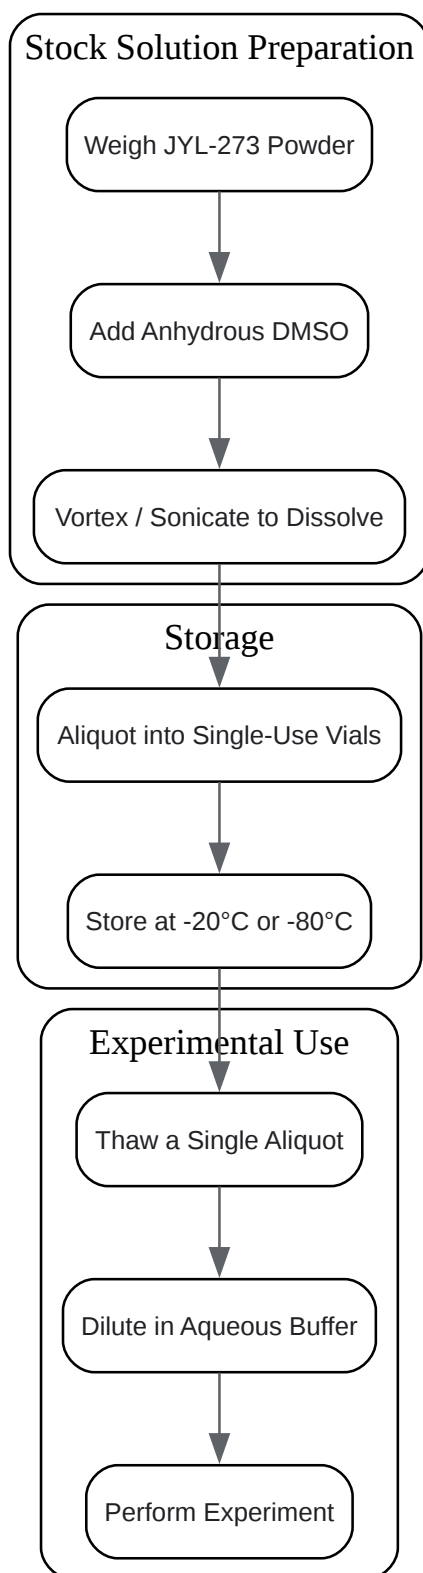 Stock Solution Preparation
Weigh JYL-273 Powder
Add Anhydrous DMSO
Vortex / Sonicate to Dissolve
Storage
Aliquot into Single-Use Vials
Store at -20°C or -80°C
Experimental Use
Thaw a Single Aliquot
Dilute in Aqueous Buffer
Perform Experiment